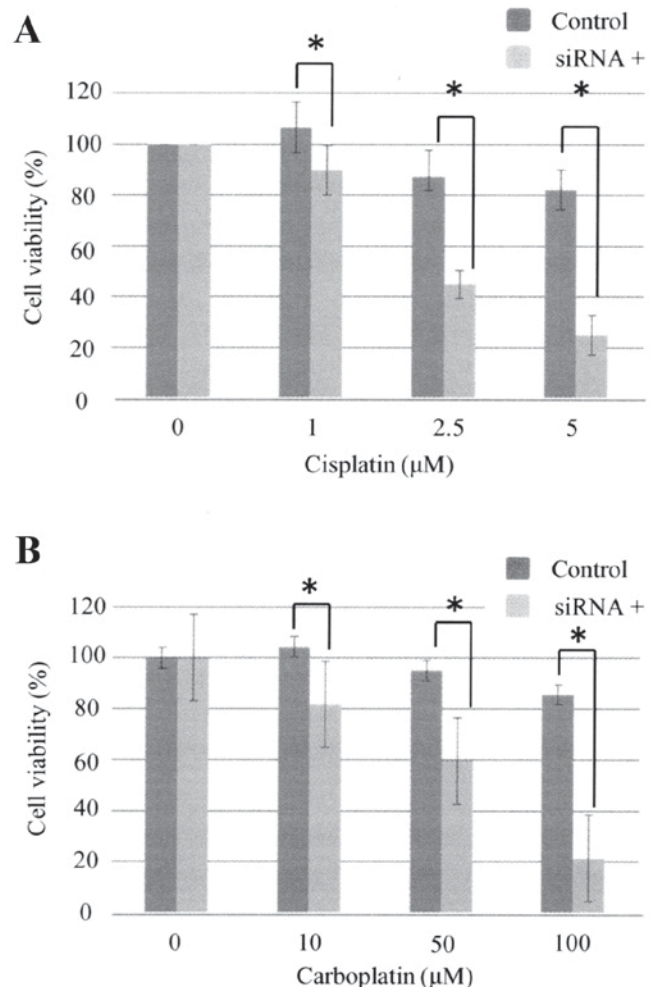 A
Control
siRNA +
*
*
*
120
100
80
60
40
20
0
Cell viability (%)
0
1
2.5
5
Cisplatin (μM)
B
Control
siRNA +
*
*
*
120
100
80
60
40
20
0
Cell viability (%)
0
10
50
100
Carboplatin (μM)